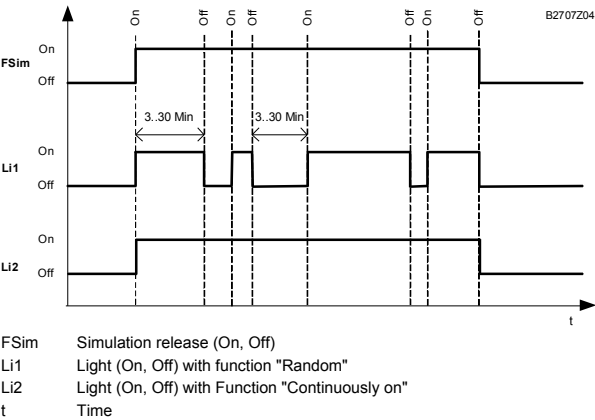 On Off On Off On Off On Off B2707Z04
On
FSim
Off
3..30 Min 3..30 Min
On
Li1
Off
On
Li2
Off
t
FSim Simulation release (On, Off)
Li1 Light (On, Off) with function "Random"
Li2 Light (On, Off) with Function "Continuously on"
t Time